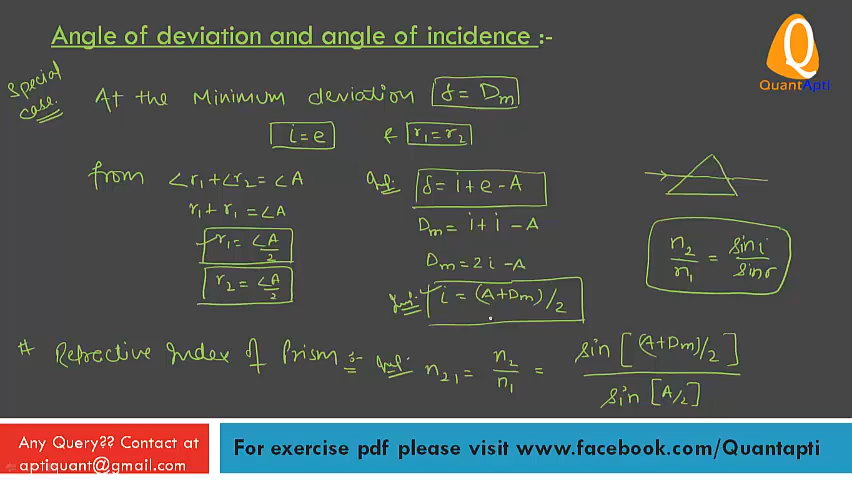 Angle of deviation and angle of incidence :-
Q
QuantApti
Special case.
At the Minimum deviation δ = Dm
i = e & r1 = r2
from ∠r1 + ∠r2 = ∠A
r1 + r1 = ∠A
r1 = ∠A/2
r2 = ∠A/2
δ = i + e - A
Dm = i + i - A
Dm = 2i - A
i = (A+Dm)/2
n2/n1 = sin i/sin r
# Refractive Index of Prism :- n21 = n2/n1 = sin [(A+Dm)/2] / sin [A/2]
Any Query?? Contact at
aptiquant@gmail.com
For exercise pdf please visit www.facebook.com/Quantapti